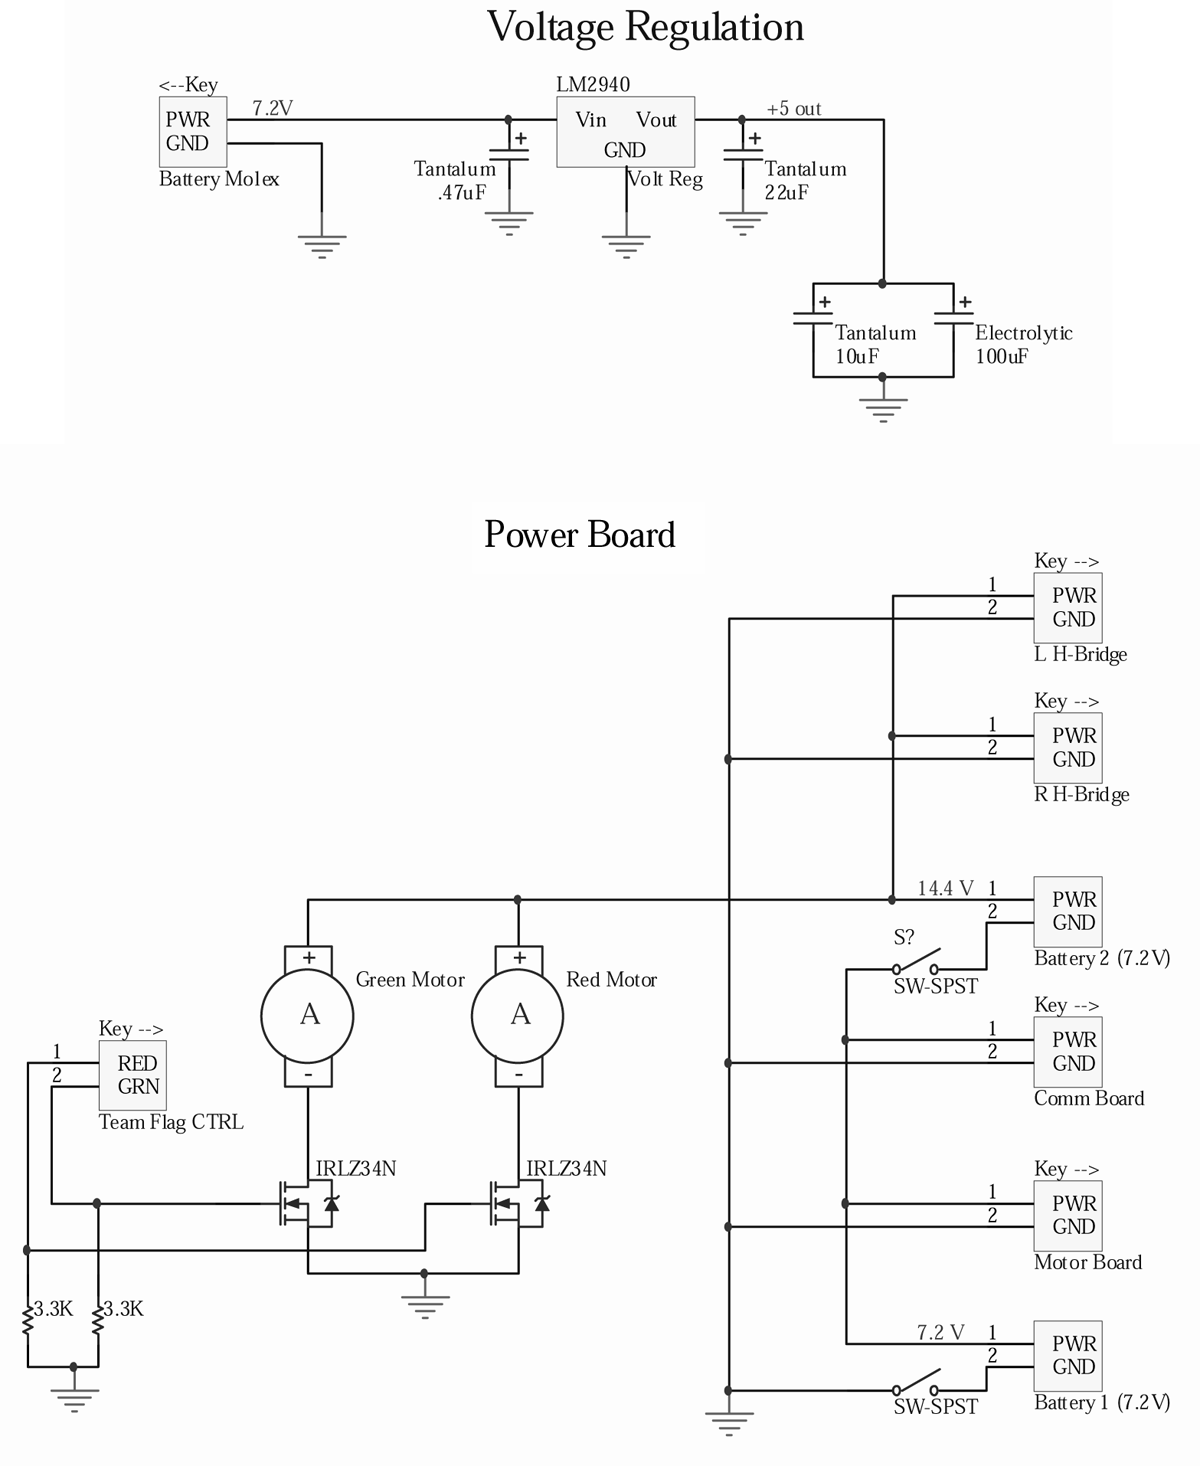 Voltage Regulation
<--Key
LM2940
PWR
7.2V
Vin
Vout
+5 out
GND
GND
Battery Molex
+
Tantalum
.47uF
Volt Reg
+
Tantalum
22uF
+
Tantalum
10uF
+
Electrolytic
100uF
Power Board
Key -->
1
PWR
2
GND
L H-Bridge
Key -->
1
PWR
2
GND
R H-Bridge
14.4 V
1
PWR
2
GND
Battery 2 (7.2V)
S?
SW-SPST
+
Green Motor
A
-
+
Red Motor
A
-
Key -->
1
PWR
2
GND
Comm Board
Key -->
1
RED
2
GRN
Team Flag CTRL
IRLZ34N
IRLZ34N
Key -->
1
PWR
2
GND
Motor Board
3.3K
3.3K
7.2 V
1
PWR
2
GND
Battery 1 (7.2V)
SW-SPST